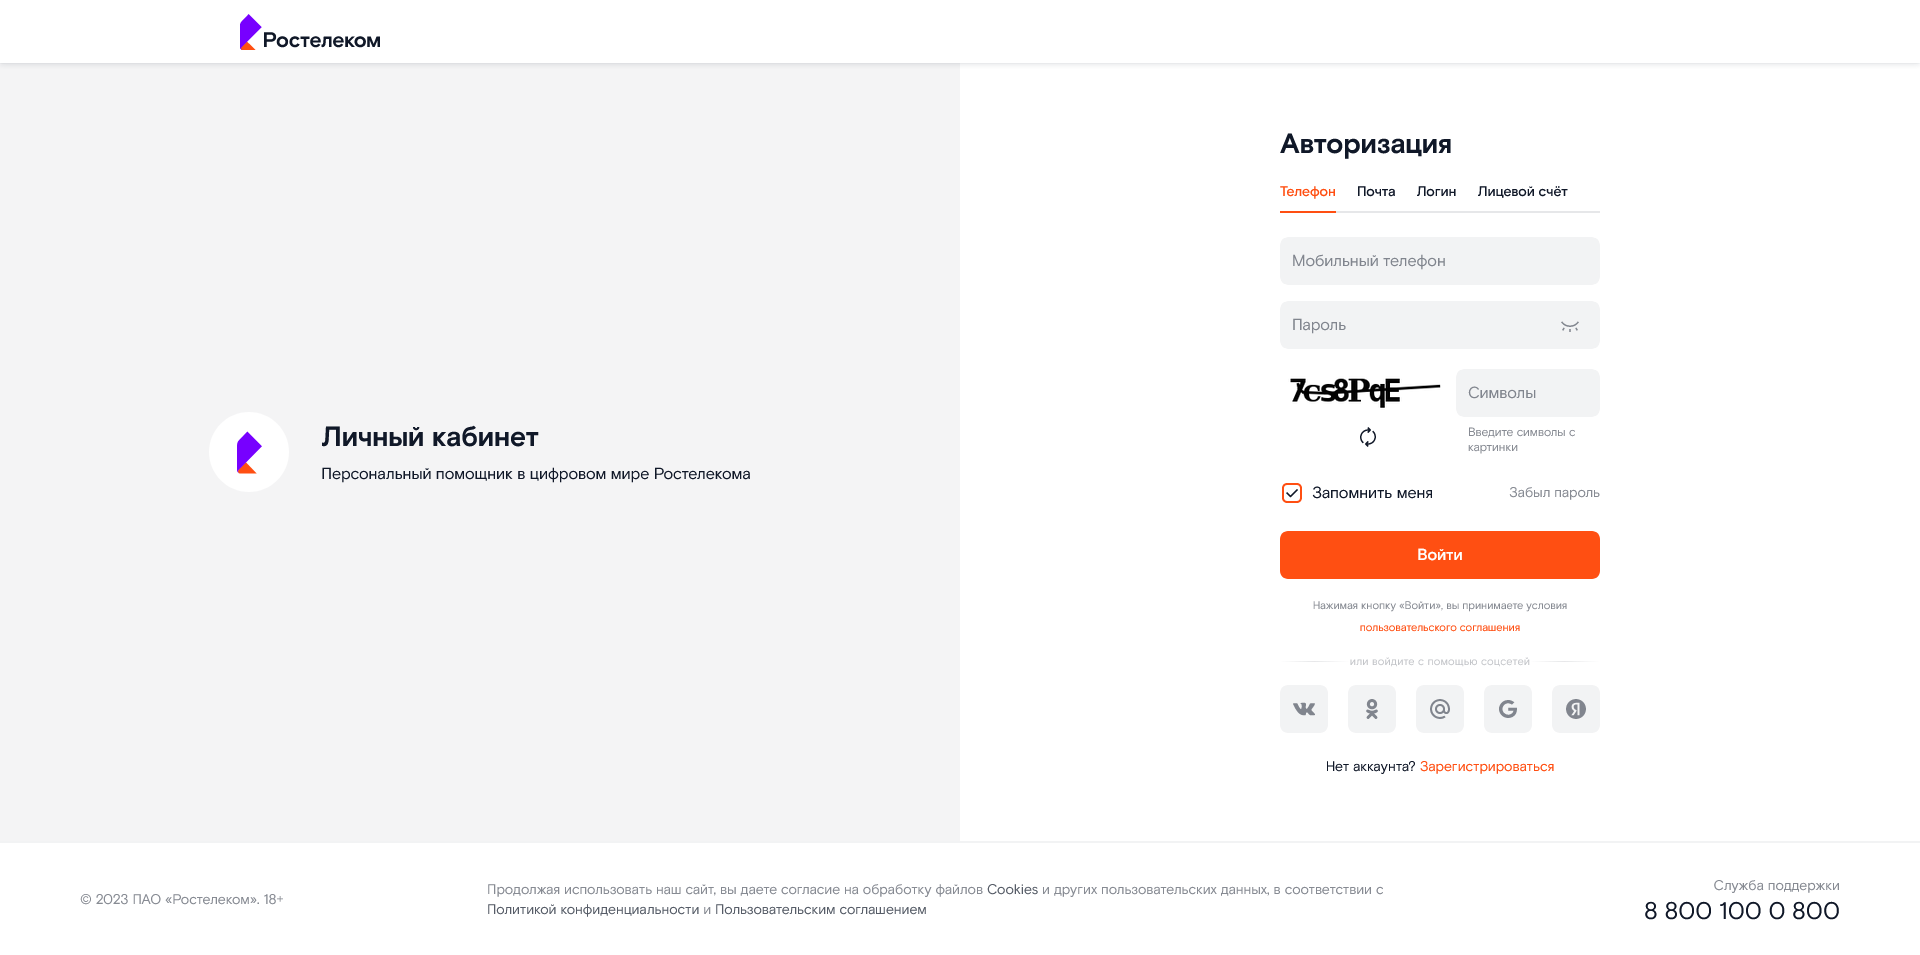 Ростелеком
Личный кабинет
Персональный помощник в цифровом мире Ростелекома
Авторизация
Телефон Почта Логин Лицевой счёт
Мобильный телефон
Пароль
7cs8PqE
Символы
Введите символы с
картинки
Запомнить меня Забыл пароль
Войти
Нажимая кнопку «Войти», вы принимаете условия
пользовательского соглашения
или войдите с помощью соцсетей
Нет аккаунта? Зарегистрироваться
© 2023 ПАО «Ростелеком». 18+
Продолжая использовать наш сайт, вы даете согласие на обработку файлов Cookies и других пользовательских данных, в соответствии с
Политикой конфиденциальности и Пользовательским соглашением
Служба поддержки
8 800 100 0 800